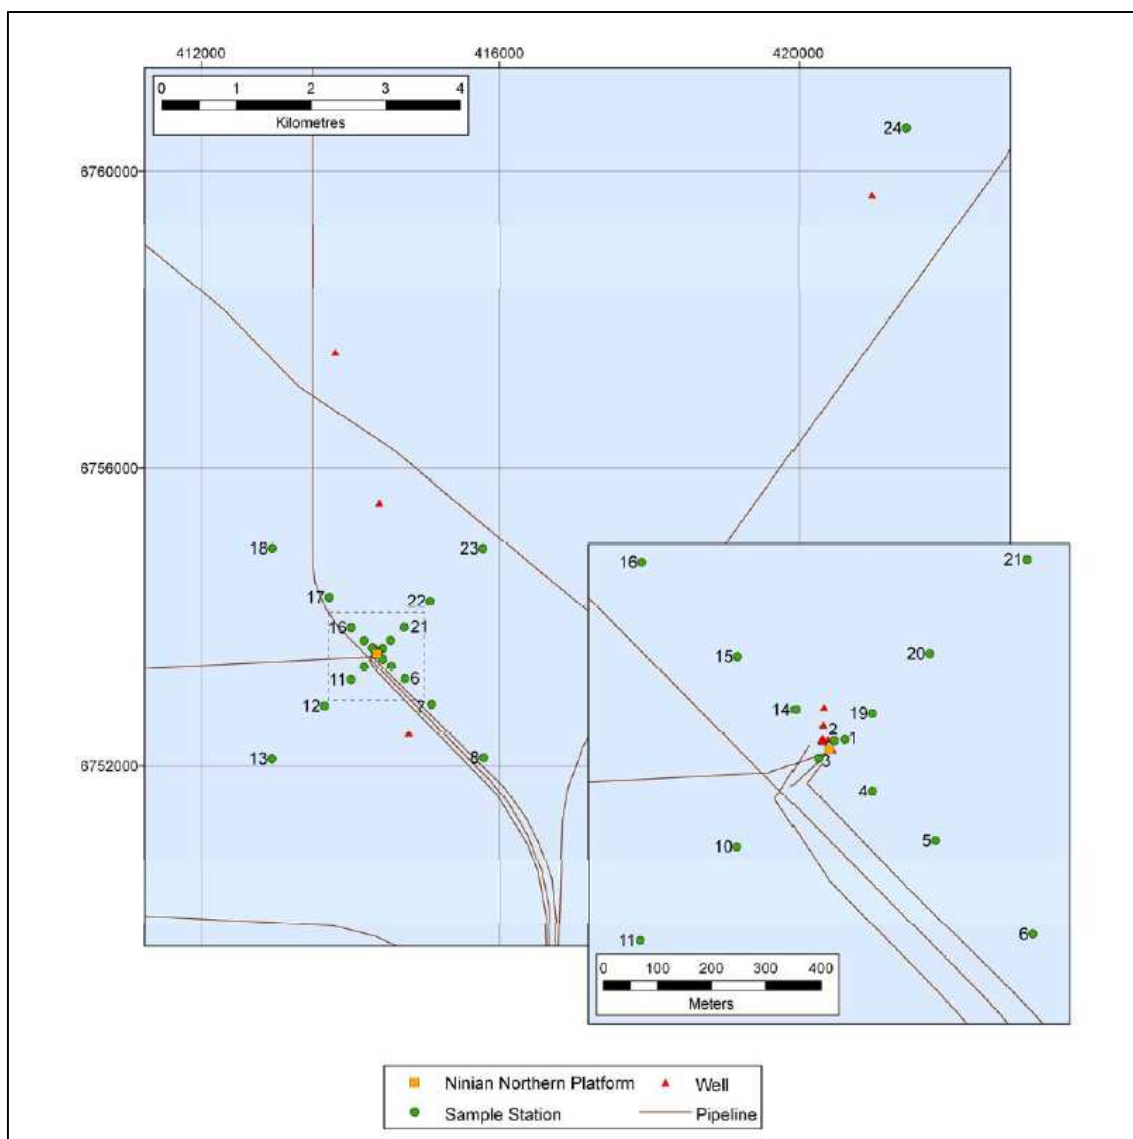 412000 416000 420000
0 1 2 3 4
Kilometres
24
6760000
6756000
18 23
17 22
16 21
11 6
12 7
13 8
6752000
16 21
15 20
14 19
2 1
3
4
10 5
11 6
0 100 200 300 400
Meters
Ninian Northern Platform Well
Sample Station Pipeline